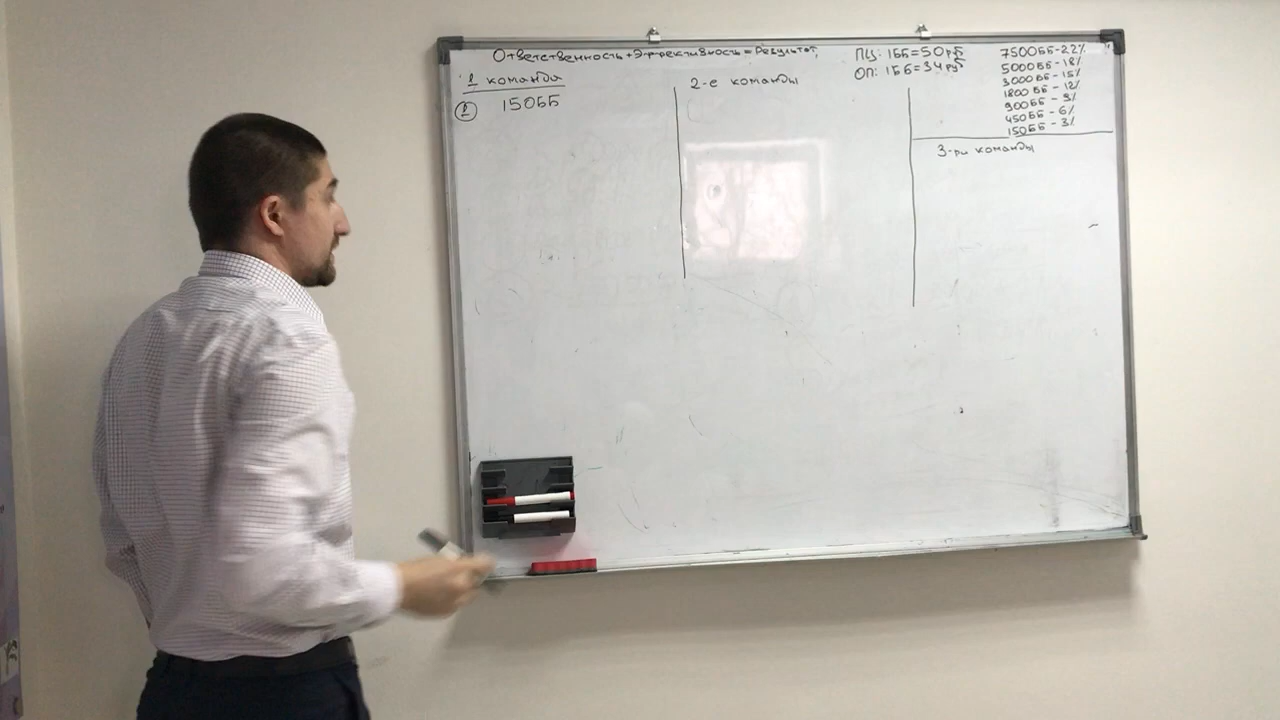 Ответственность+Эффективность=Результат,
ПЦ: 1ББ=50 руб
ОП: 1ББ=34 руб
7500ББ-22%
5000ББ-18%
3000ББ-15%
1800ББ-12%
900ББ-9%
450ББ-6%
150ББ-3%
1 команда
1 150ББ
2-е команды
3-ри команды